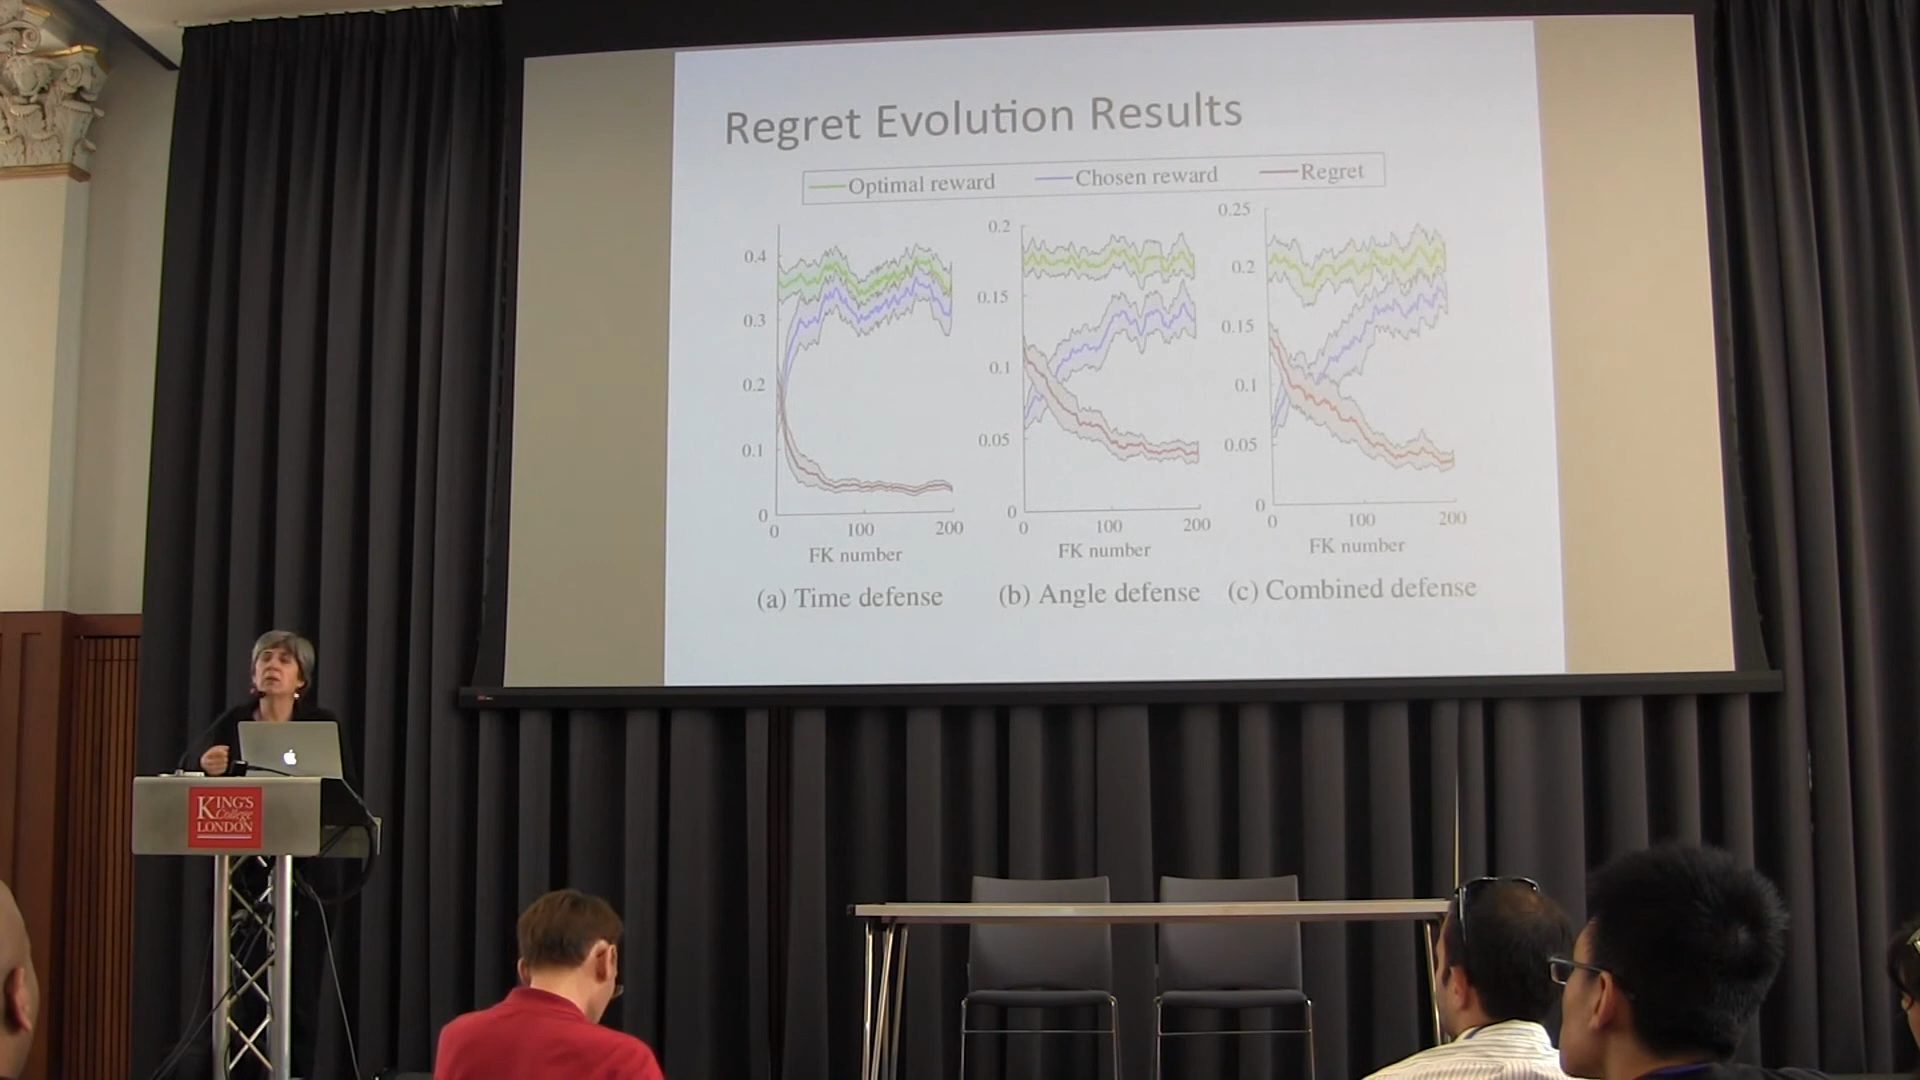 Regret Evolution Results
Optimal reward Chosen reward Regret
0.4
0.3
0.2
0.1
0
0 100 200
FK number
(a) Time defense
0.2
0.15
0.1
0.05
0
0 100 200
FK number
(b) Angle defense
0.25
0.2
0.15
0.1
0.05
0
0 100 200
FK number
(c) Combined defense
KING'S
College
LONDON